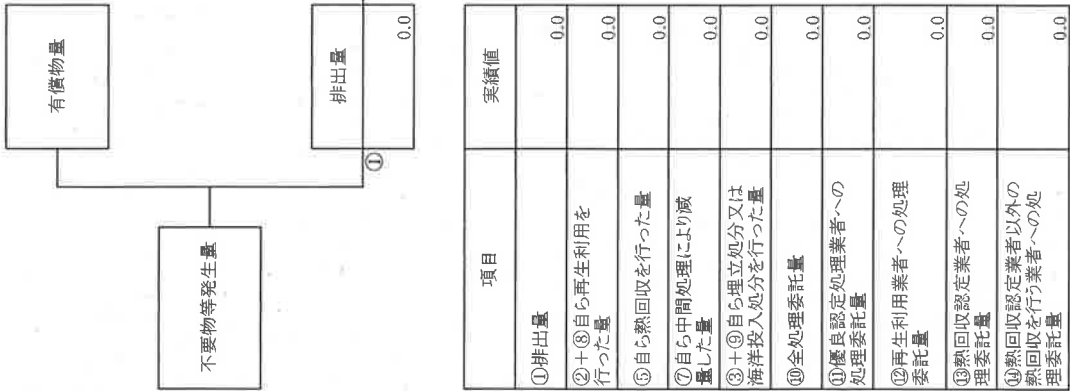 有償物量
不要物等発生量
①
排出量
0.0
項目
実績値
①排出量
0.0
②+⑧自ら再生利用を
行った量
0.0
⑤自ら熱回収を行った量
0.0
⑦自ら中間処理により減
量した量
0.0
③+⑨自ら埋立処分又は
海洋投入処分を行った量
0.0
⑩全処理委託量
0.0
⑪優良認定処理業者への
処理委託量
0.0
⑫再生利用業者への処理
委託量
0.0
⑬熱回収認定業者への処
理委託量
0.0
⑭熱回収認定業者以外の
熱回収を行う業者への処
理委託量
0.0